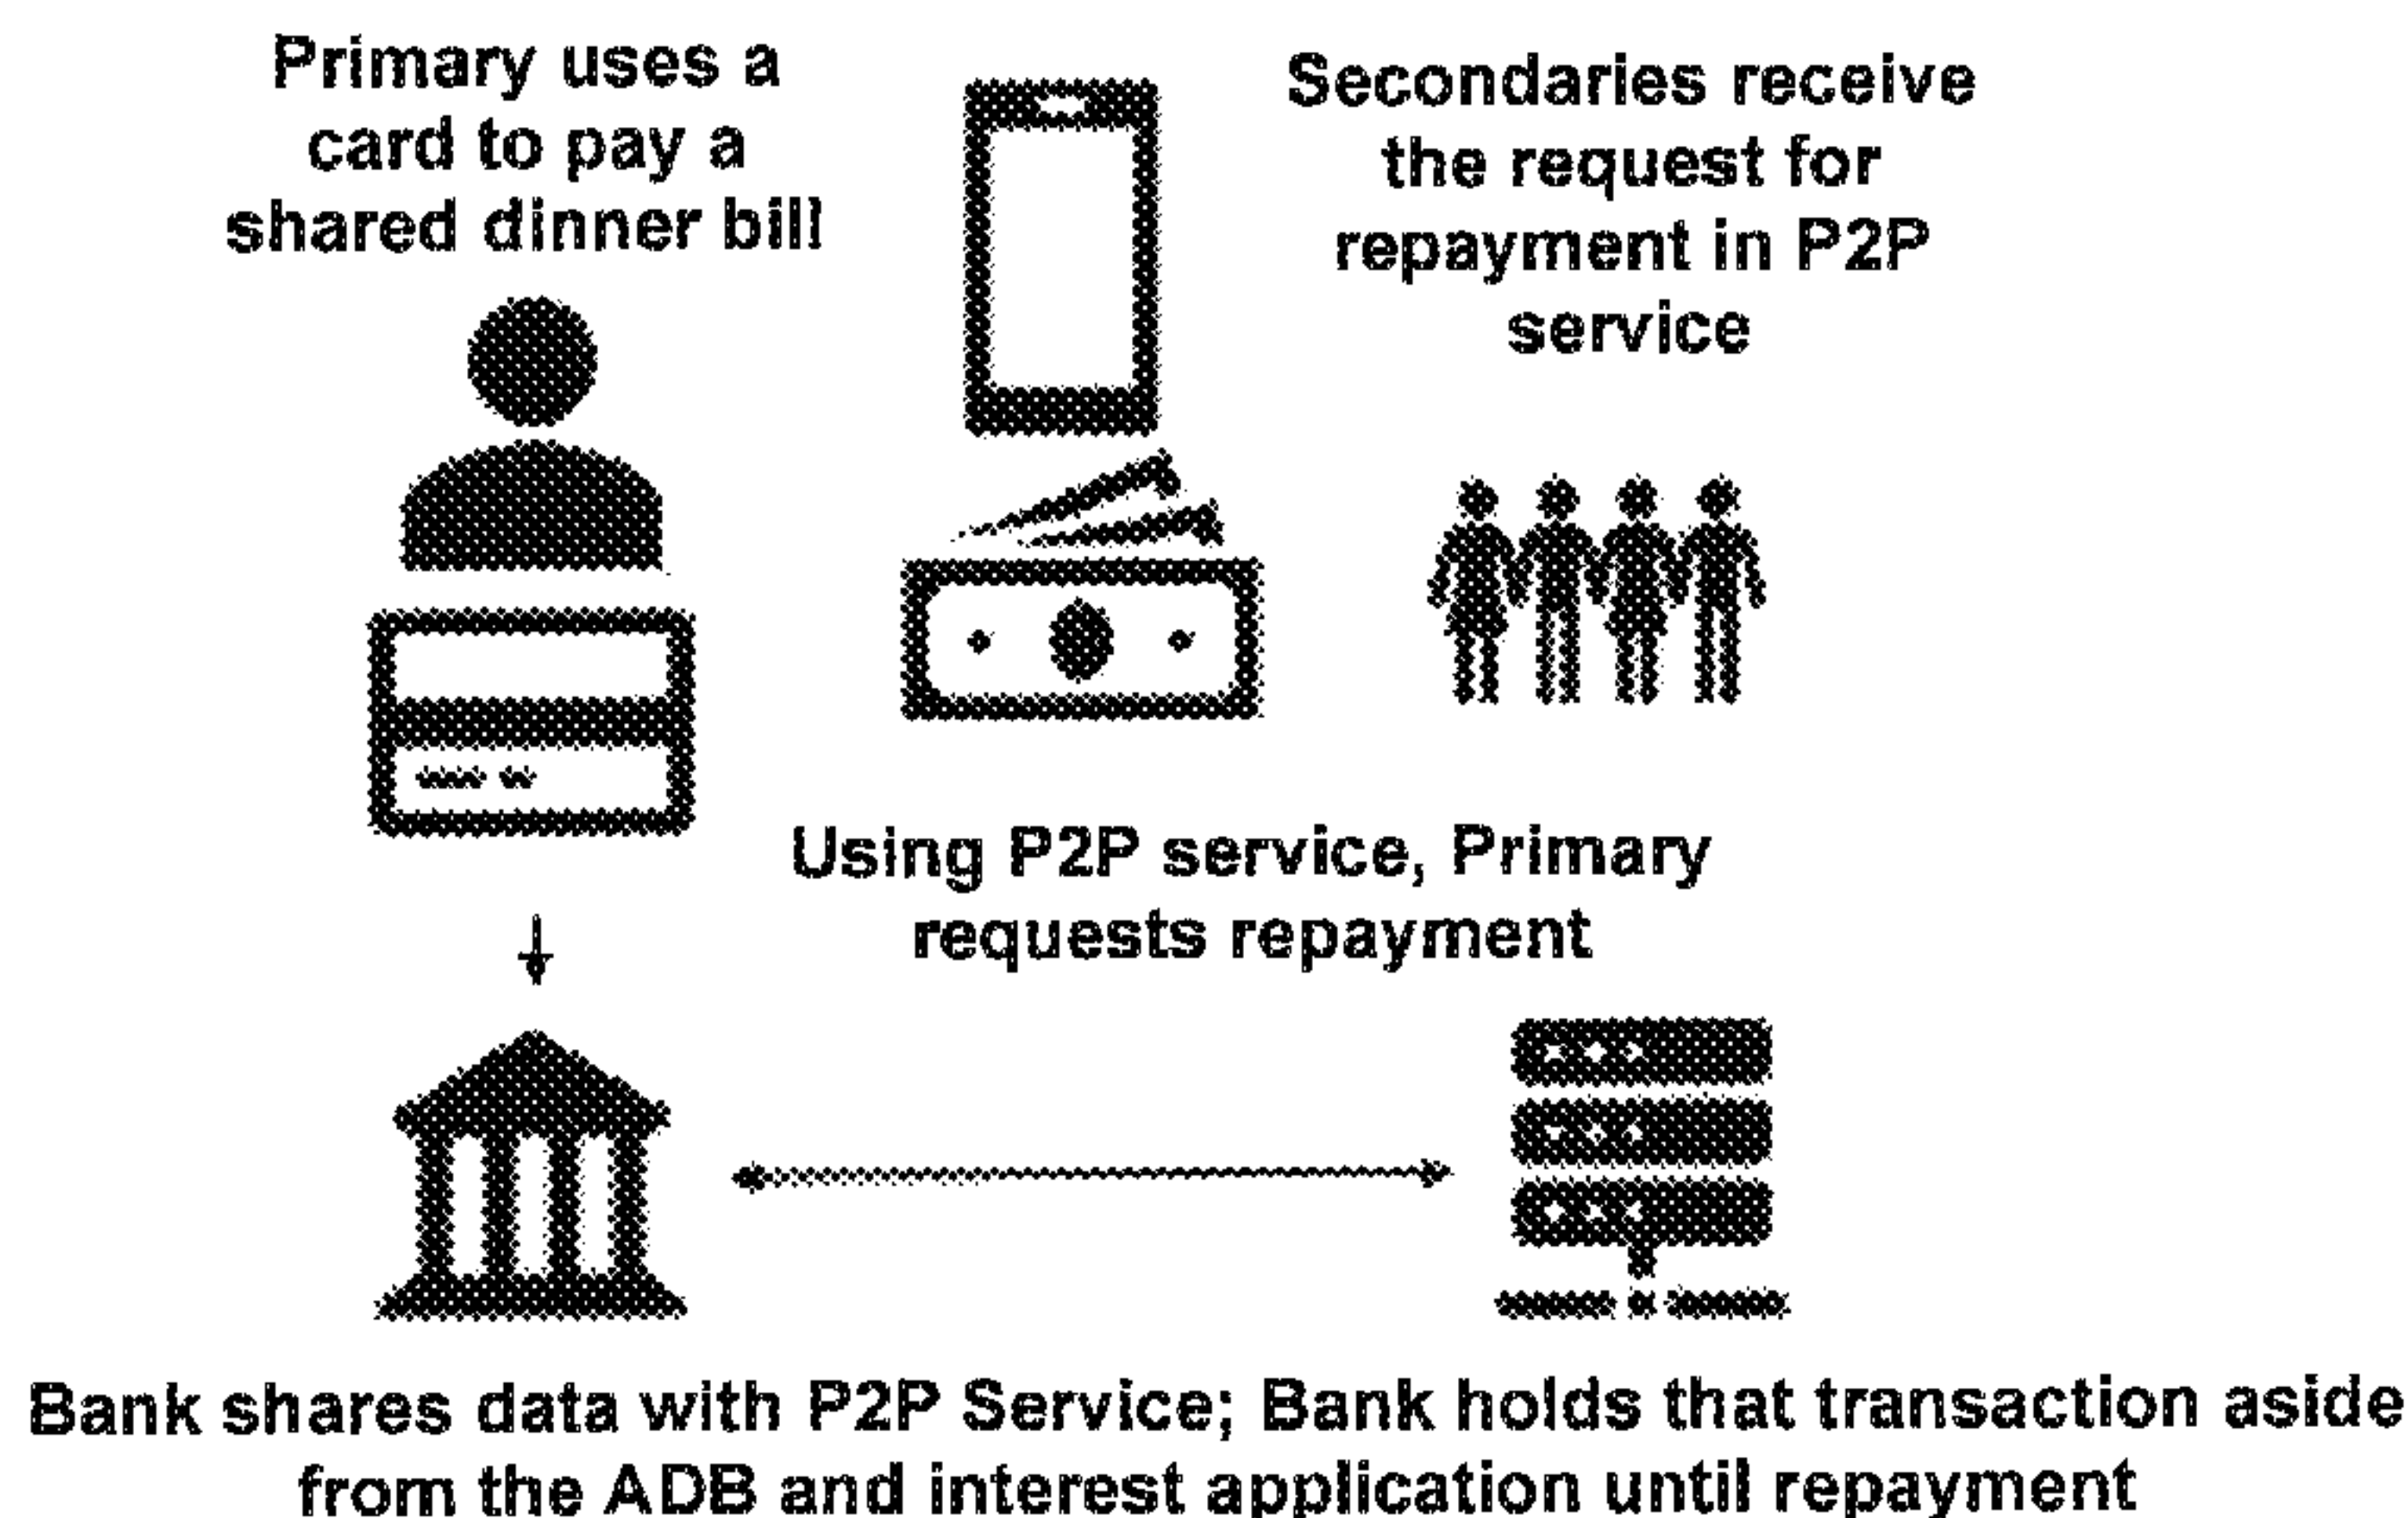 Primary uses a
card to pay a
shared dinner bill
Secondaries receive
the request for
repayment in P2P
service
Using P2P service, Primary
requests repayment
Bank shares data with P2P Service; Bank holds that transaction aside
from the ADB and interest application until repayment